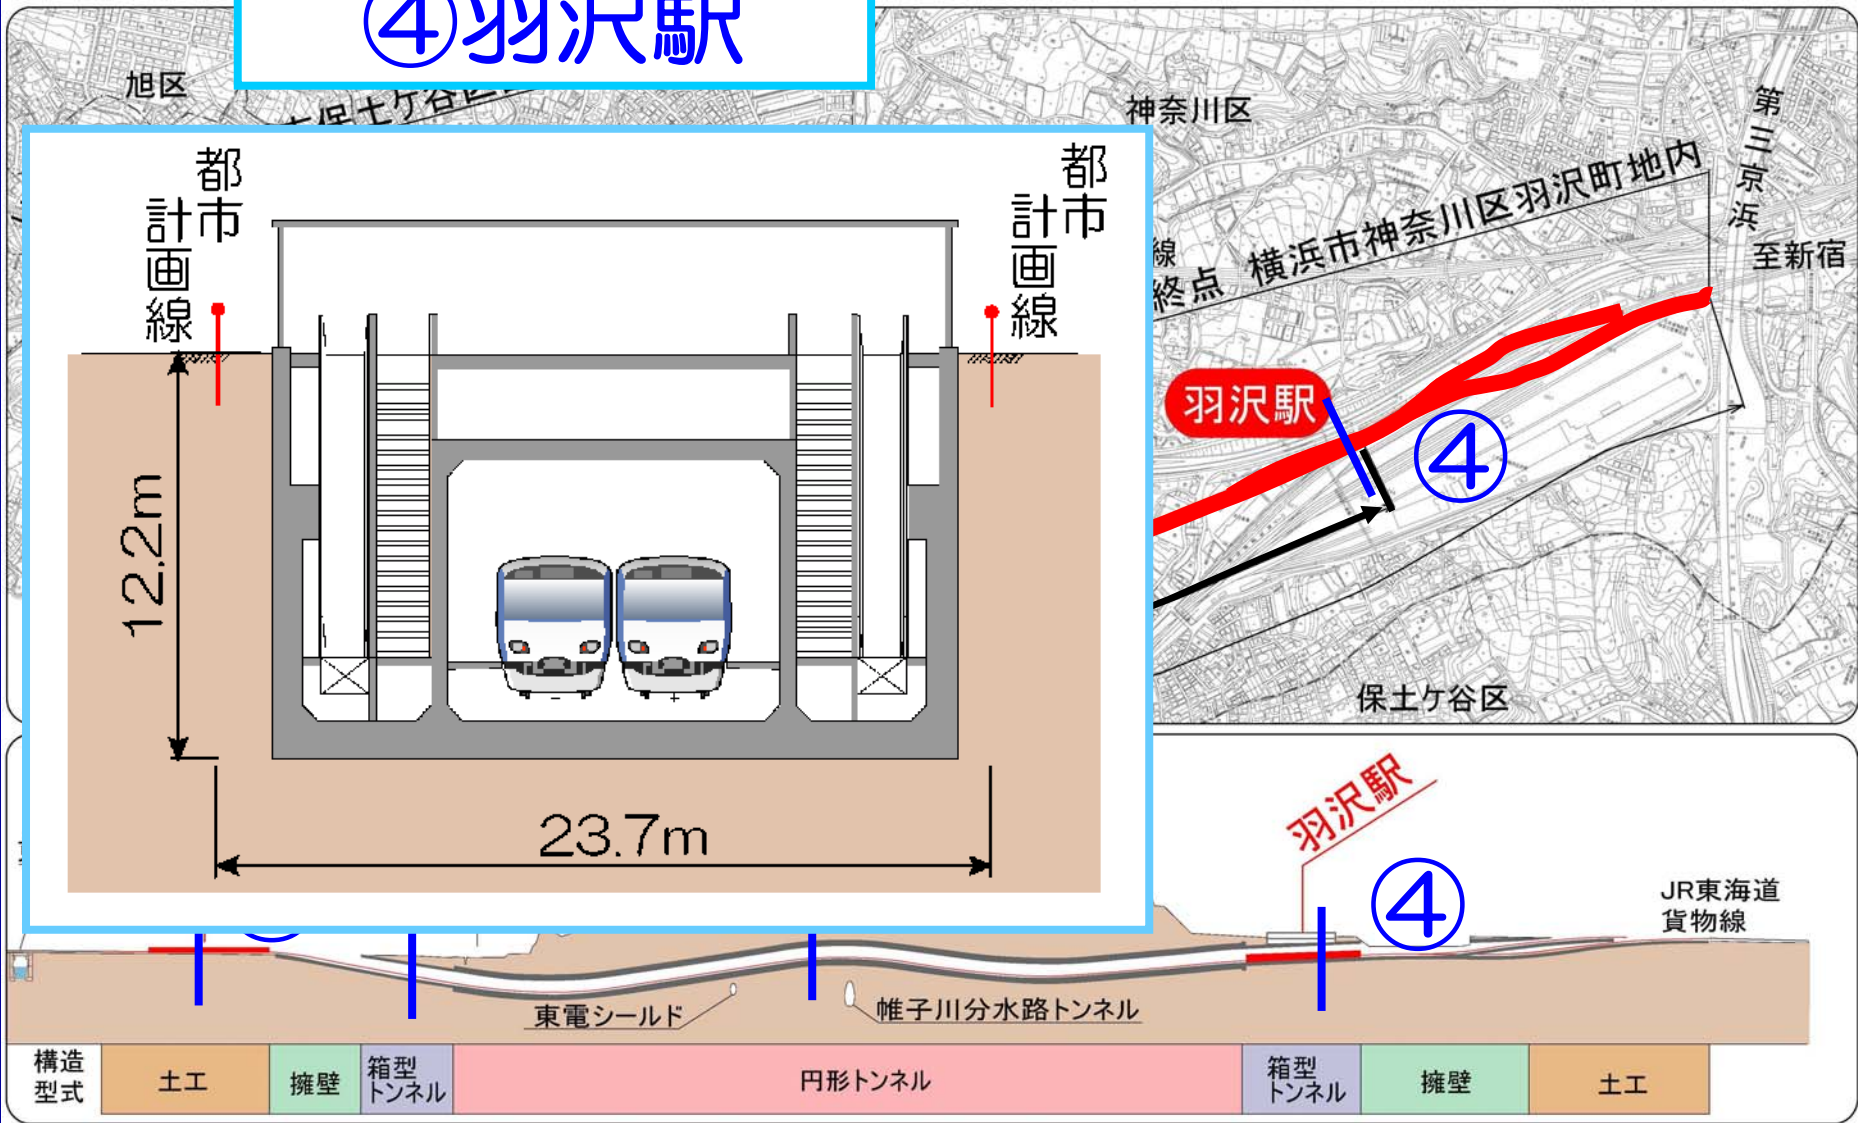 ④羽沢駅
旭区
神奈川区
第三京浜
至新宿
終点 横浜市神奈川区羽沢町地内
線
都市計画線
都市計画線
12.2m
23.7m
羽沢駅
④
保土ケ谷区
羽沢駅
④
JR東海道
貨物線
東電シールド
帷子川分水路トンネル
構造
型式
土工
擁壁
箱型
トンネル
円形トンネル
箱型
トンネル
擁壁
土工